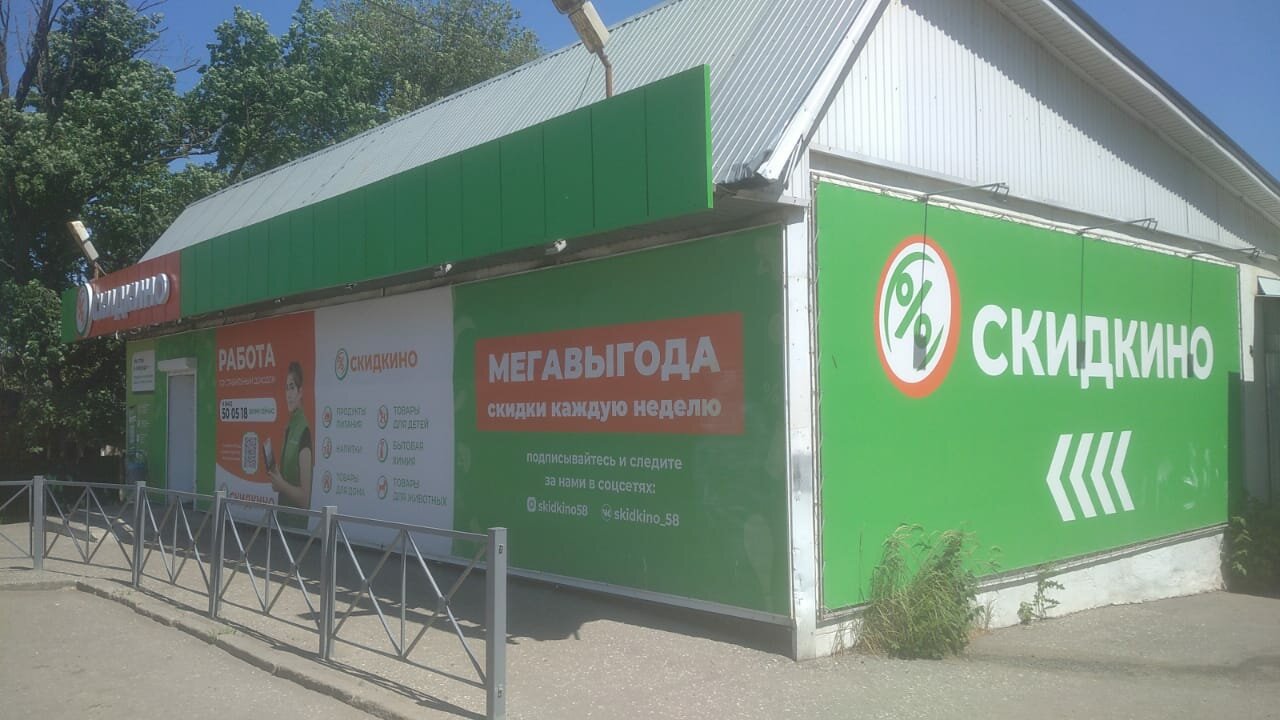 СКИДКИНО
РАБОТА
50 05 18
СКИДКИНО
СКИДКИНО
ПРОДУКТЫ
ПИТАНИЯ
НАПИТКИ
ТОВАРЫ
ДЛЯ ДОМА
ТОВАРЫ
ДЛЯ ДЕТЕЙ
БЫТОВАЯ
ХИМИЯ
ТОВАРЫ
ДЛЯ ЖИВОТНЫХ
МЕГАВЫГОДА
скидки каждую неделю
подписывайтесь и следите
за нами в соцсетях:
skidkino58 skidkino_58
% СКИДКИНО